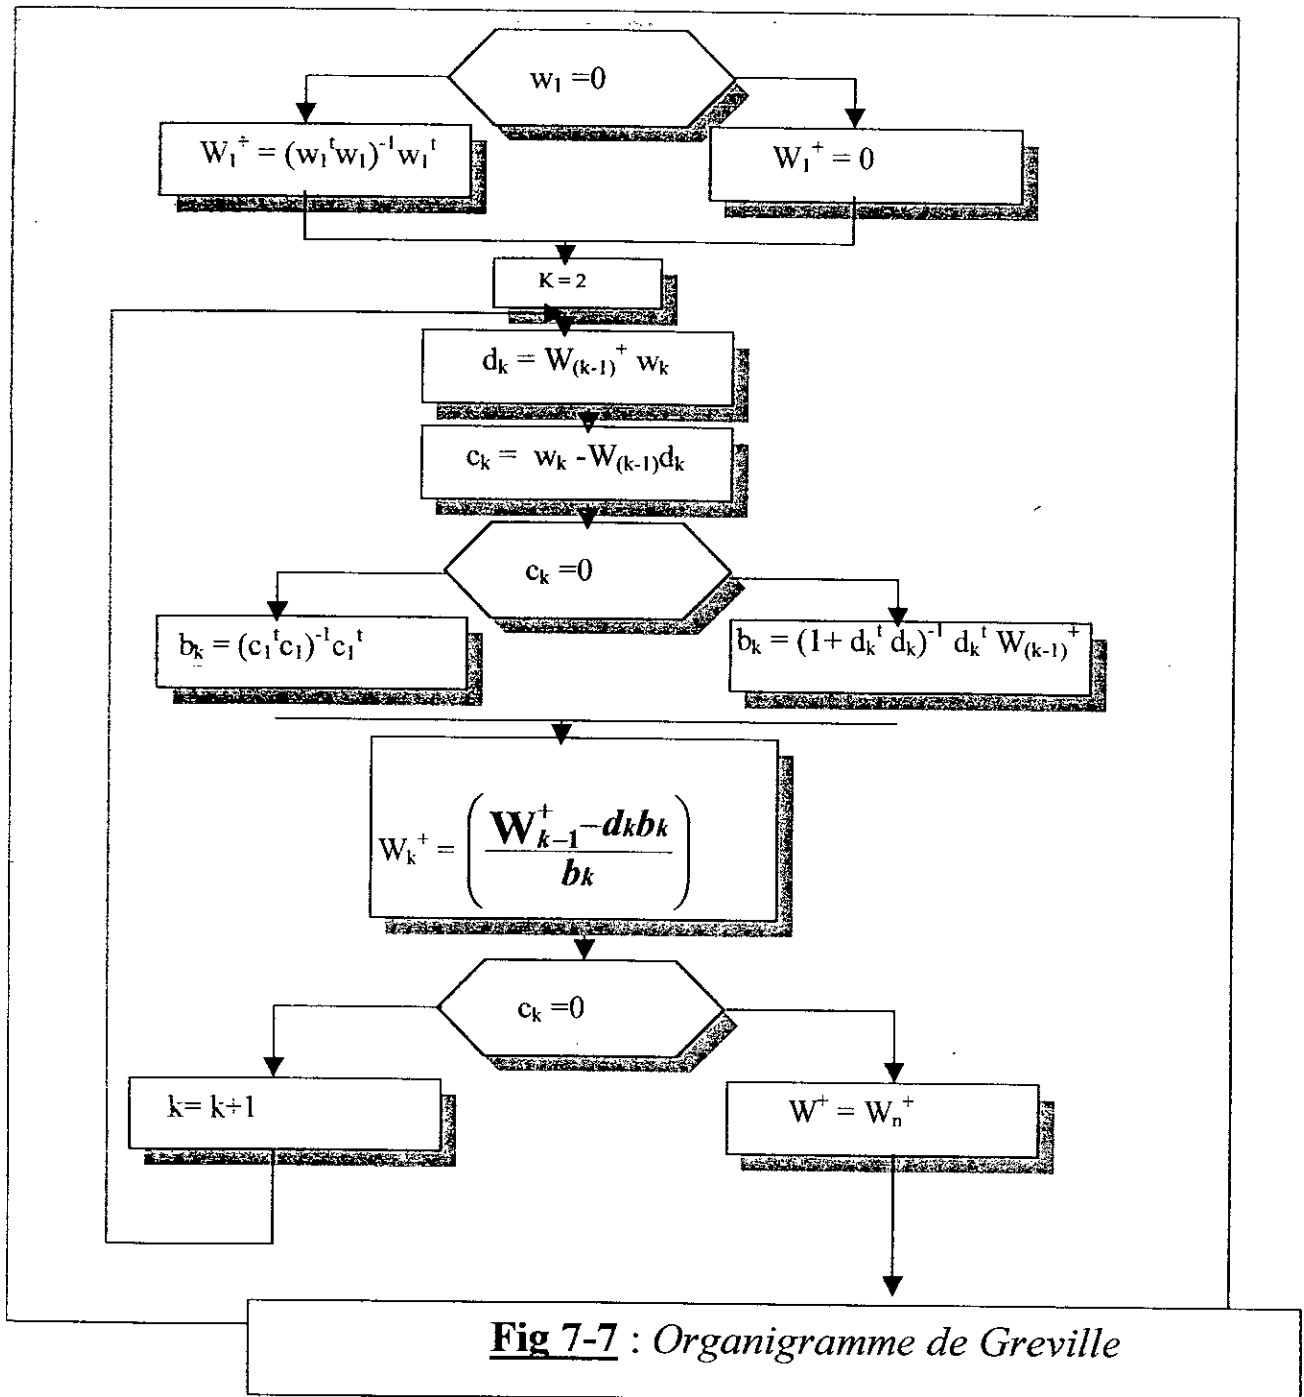 w₁ =0
W₁⁺ = (w₁ᵗw₁)⁻¹ w₁ᵗ
W₁⁺ = 0
K = 2
dₖ = W₍ₖ₋₁₎⁺ wₖ
cₖ = wₖ -W₍ₖ₋₁₎dₖ
cₖ =0
bₖ = (c₁ᵗc₁)⁻¹c₁ᵗ
bₖ = (1+ dₖᵗ dₖ)⁻¹ dₖᵗ W₍ₖ₋₁₎⁺
W⁺ₖ₋₁ – dₖbₖ
Wₖ⁺ = ( )
bₖ
cₖ =0
k= k+1
W⁺ = Wₙ⁺
Fig 7-7 : Organigramme de Greville